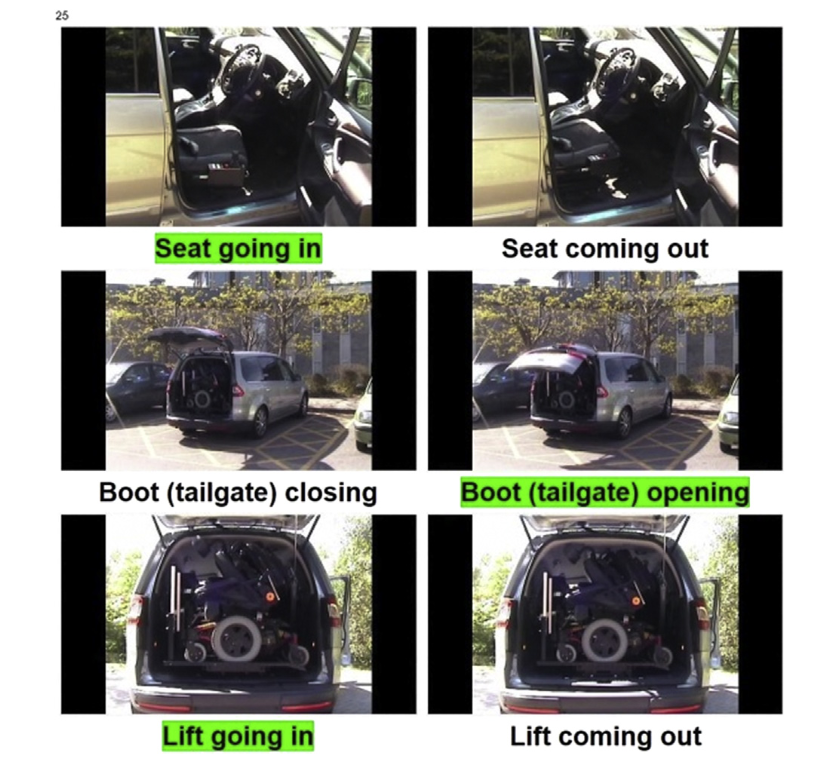 25
Seat going in
Seat coming out
Boot (tailgate) closing
Boot (tailgate) opening
Lift going in
Lift coming out